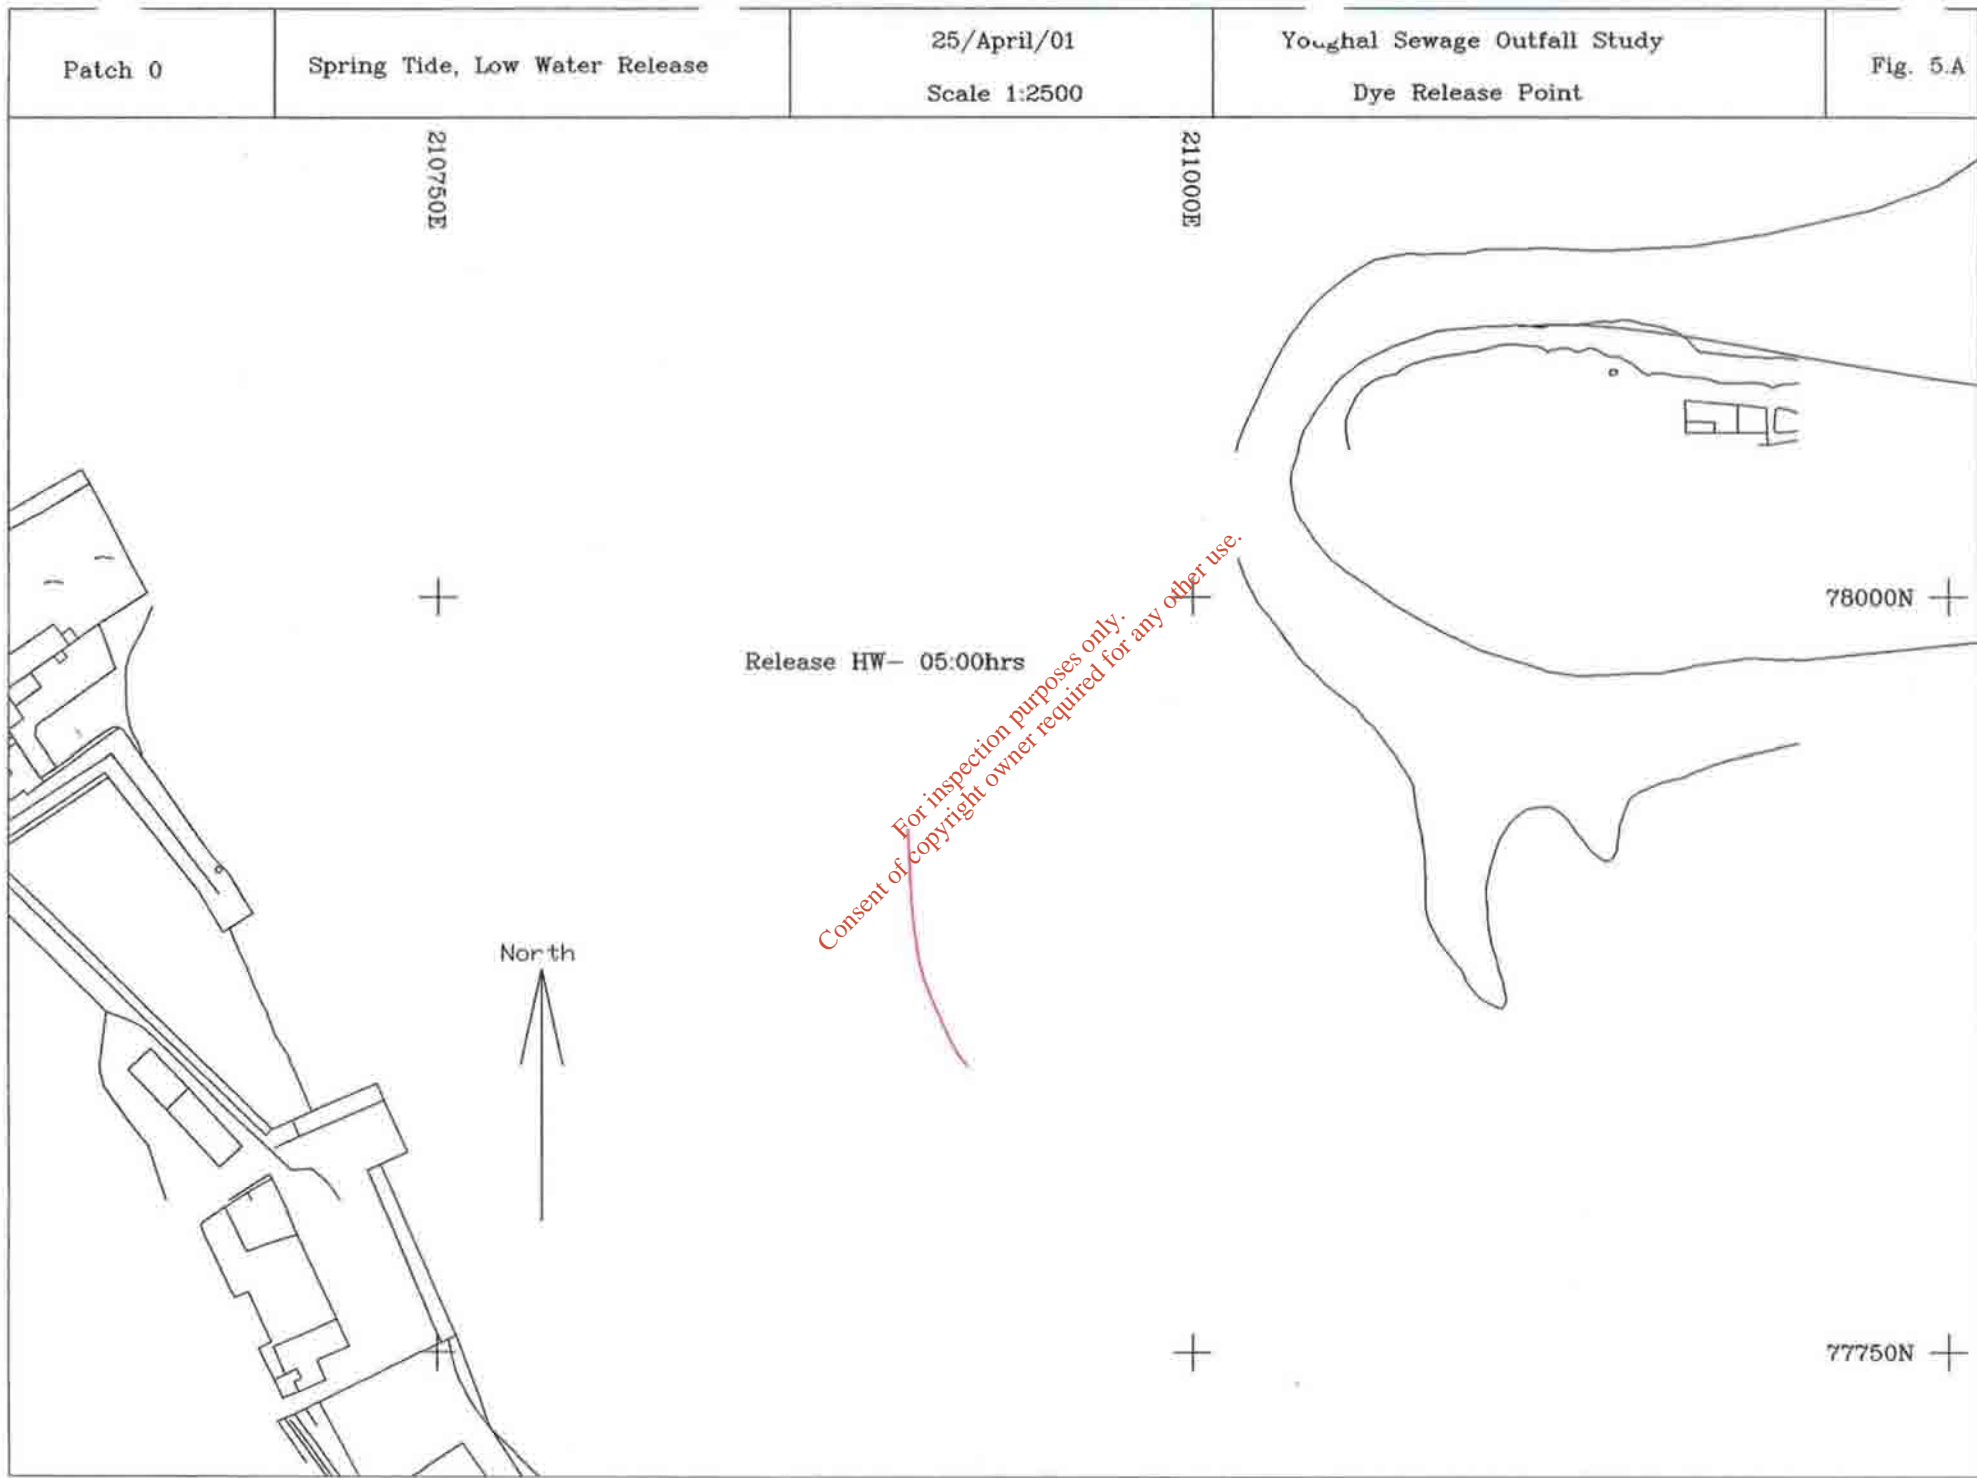 Patch 0
Spring Tide, Low Water Release
25/April/01
Scale 1:2500
Youghal Sewage Outfall Study
Dye Release Point
Fig. 5.A
210750E
211000E
78000N
Release HW- 05:00hrs
For inspection purposes only.
Consent of copyright owner required for any other use.
North
77750N